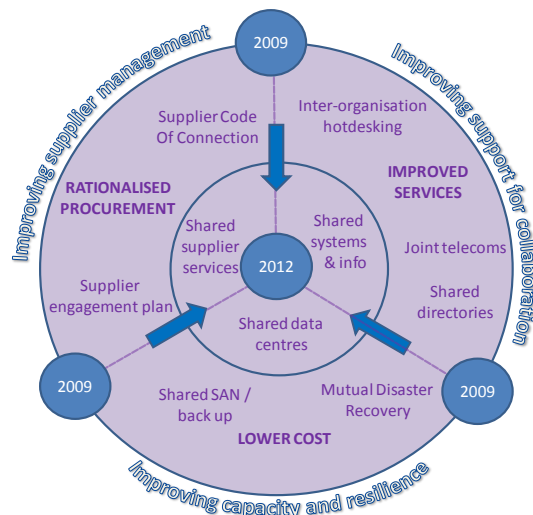 2009
Improving supplier management
Improving support for collaboration
Supplier Code
Of Connection
Inter-organisation
hotdesking
RATIONALISED
PROCUREMENT
IMPROVED
SERVICES
Shared
supplier
services
Shared
systems
& info
2012
Joint telecoms
Supplier
engagement plan
Shared
directories
Shared data
centres
2009
2009
Shared SAN /
back up
Mutual Disaster
Recovery
LOWER COST
Improving capacity and resilience